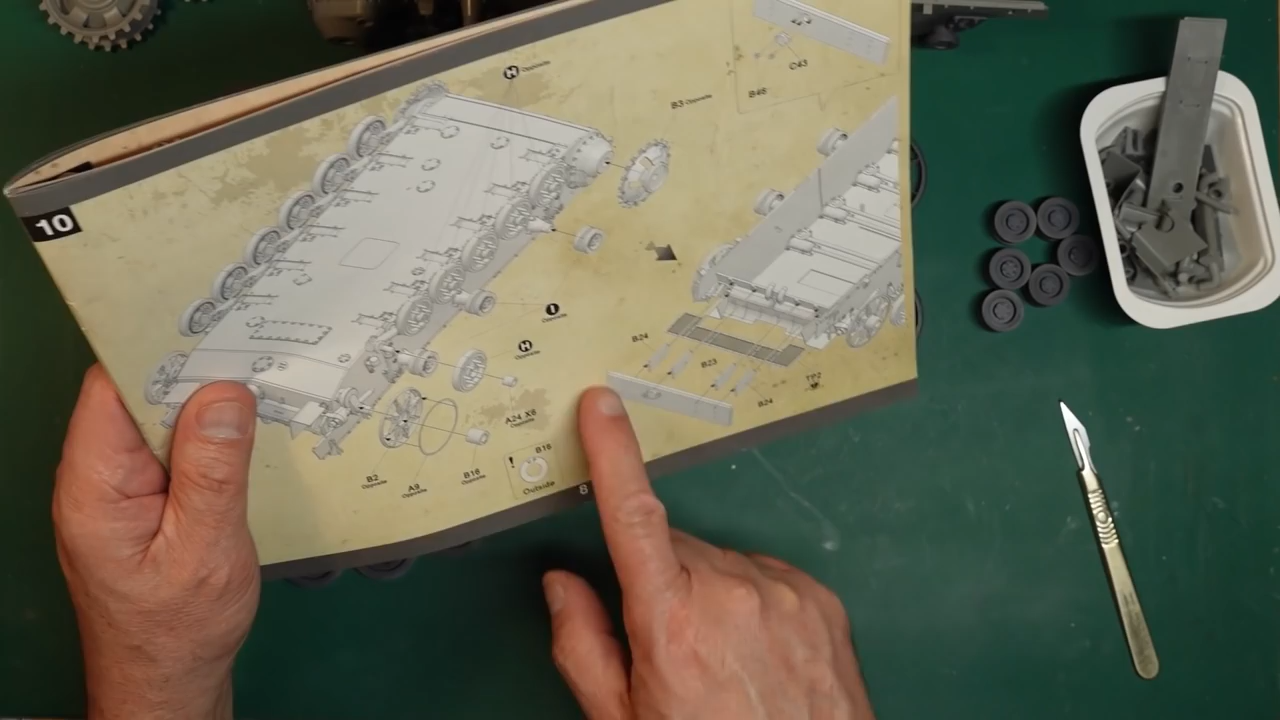 10
H Opposite
C43
B46
B3 Opposite
I
Opposite
H
Opposite
B24
B23
TP2
B24
A24 X6
Opposite
B2
Opposite
A9
Opposite
B16
Opposite
! B16
Outside
8